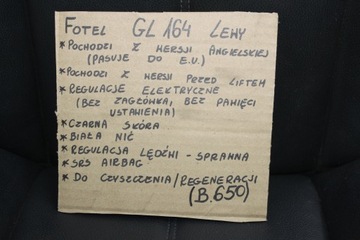 FOTEL GL 164 LEWY
* POCHODZI Z WERSJI ANGIELSKIEJ
(PASUJE DO E.U.)
* POCHODZI Z WERSJI PRZED LIFTEM
* REGULACJE ELEKTRYCZNE
(BEZ ZAGŁÓWKA, BEZ PAMIĘCI
USTAWIENIA)
* CZARNA SKÓRA
* BIAŁA NIĆ
* REGULACJA LĘDŹWI - SPRAWNA
* SRS AIRBAG
* DO CZYSZCZENIA/REGENERACJI
(B.650)